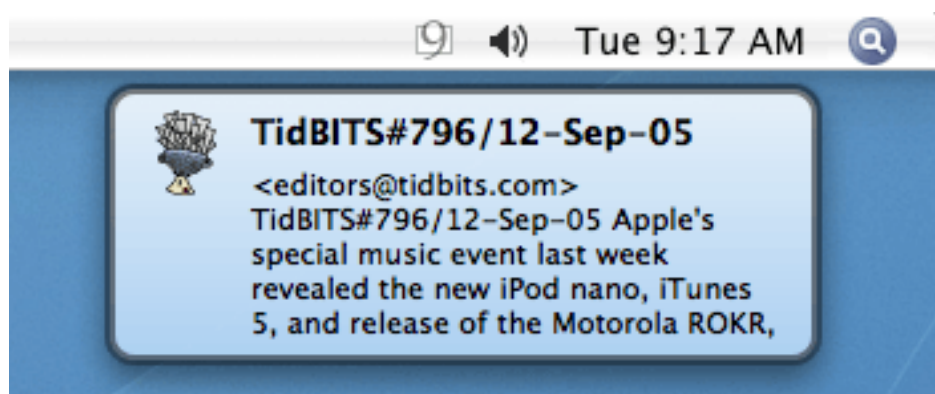 9 Tue 9:17 AM
TidBITS#796/12-Sep-05
<editors@tidbits.com>
TidBITS#796/12-Sep-05 Apple's
special music event last week
revealed the new iPod nano, iTunes
5, and release of the Motorola ROKR,